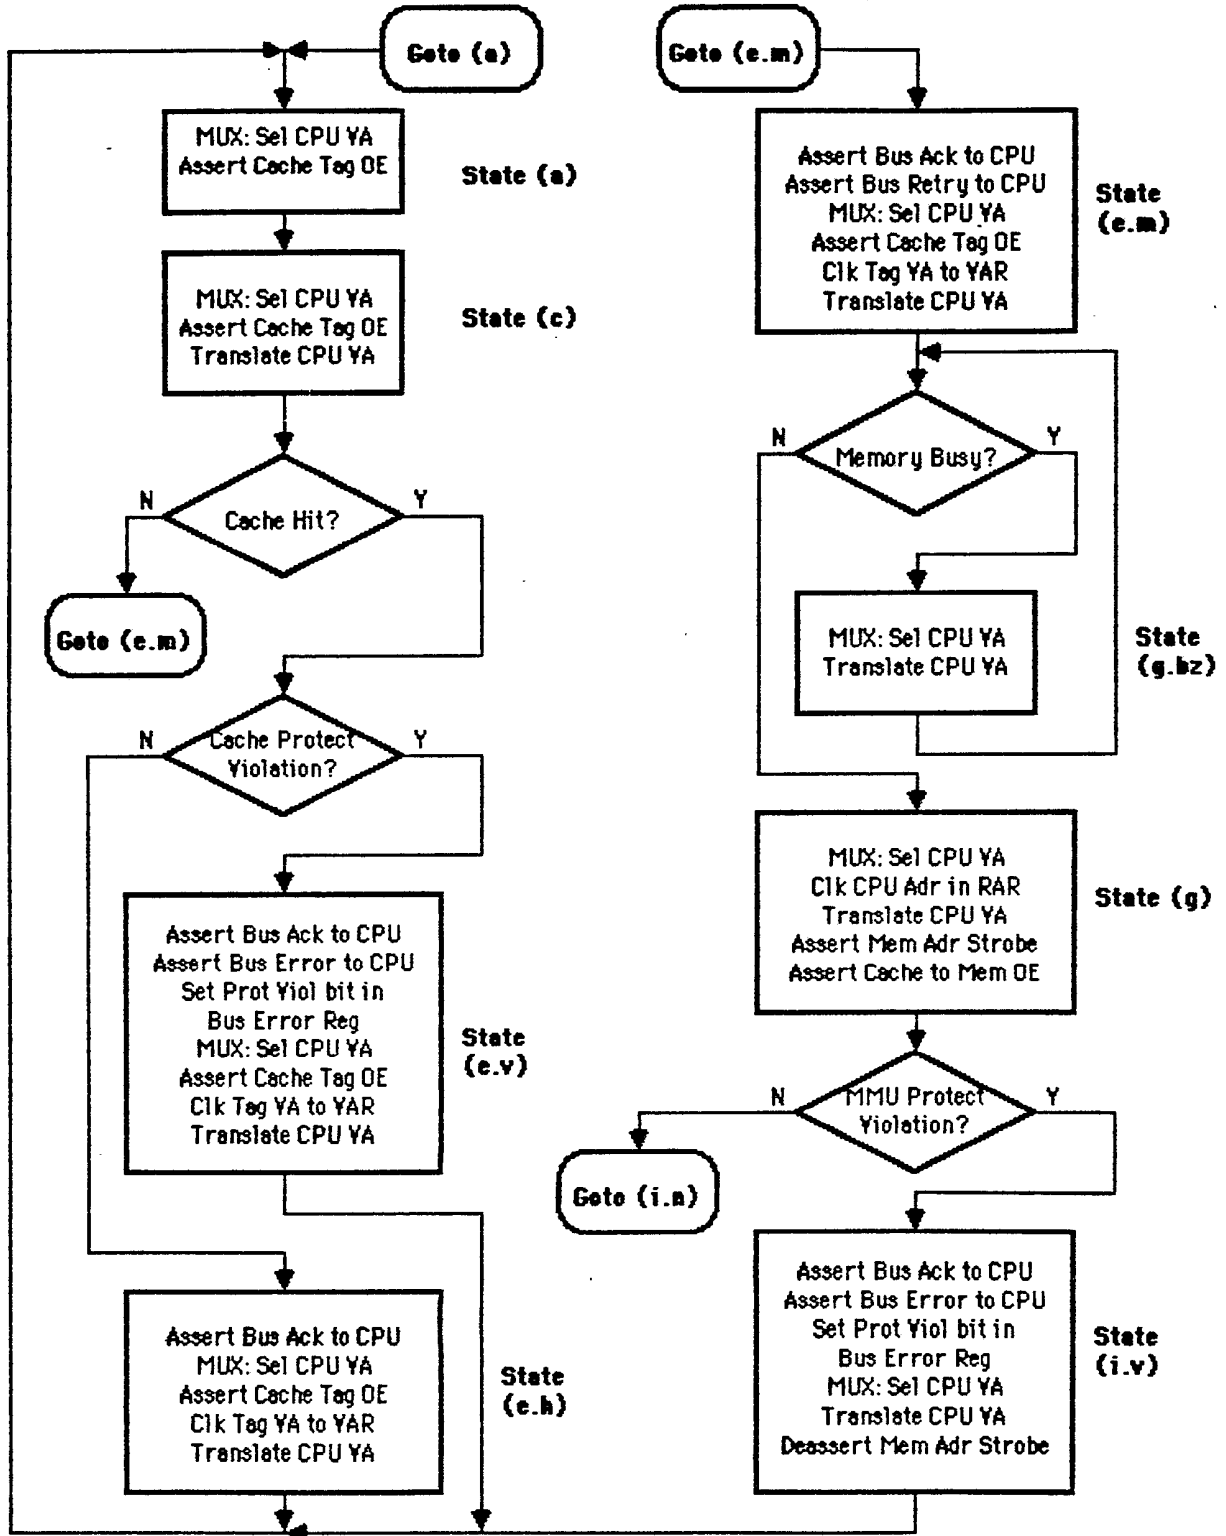 Goto (a)
MUX: Sel CPU VA
Assert Cache Tag OE
State (a)
MUX: Sel CPU VA
Assert Cache Tag OE
Translate CPU VA
State (c)
N
Y
Cache Hit?
Goto (e.m)
N
Y
Cache Protect
Violation?
Assert Bus Ack to CPU
Assert Bus Error to CPU
Set Prot Viol bit in
Bus Error Reg
MUX: Sel CPU VA
Assert Cache Tag OE
Clk Tag VA to VAR
Translate CPU VA
State
(e.v)
Assert Bus Ack to CPU
MUX: Sel CPU VA
Assert Cache Tag OE
Clk Tag VA to VAR
Translate CPU VA
State
(e.h)
Goto (e.m)
Assert Bus Ack to CPU
Assert Bus Retry to CPU
MUX: Sel CPU VA
Assert Cache Tag OE
Clk Tag VA to VAR
Translate CPU VA
State
(e.m)
N
Y
Memory Busy?
MUX: Sel CPU VA
Translate CPU VA
State
(g.bz)
MUX: Sel CPU VA
Clk CPU Adr in RAR
Translate CPU VA
Assert Mem Adr Strobe
Assert Cache to Mem OE
State (g)
N
Y
MMU Protect
Violation?
Goto (i.n)
Assert Bus Ack to CPU
Assert Bus Error to CPU
Set Prot Viol bit in
Bus Error Reg
MUX: Sel CPU VA
Translate CPU VA
Deassert Mem Adr Strobe
State
(i.v)